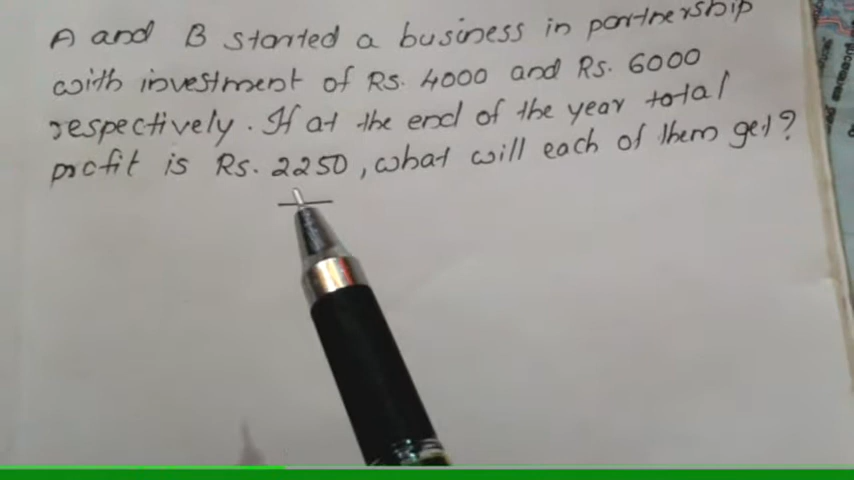 A and B started a business in partnership
with investment of Rs. 4000 and Rs. 6000
respectively. If at the end of the year total
profit is Rs. 2250, what will each of them get?